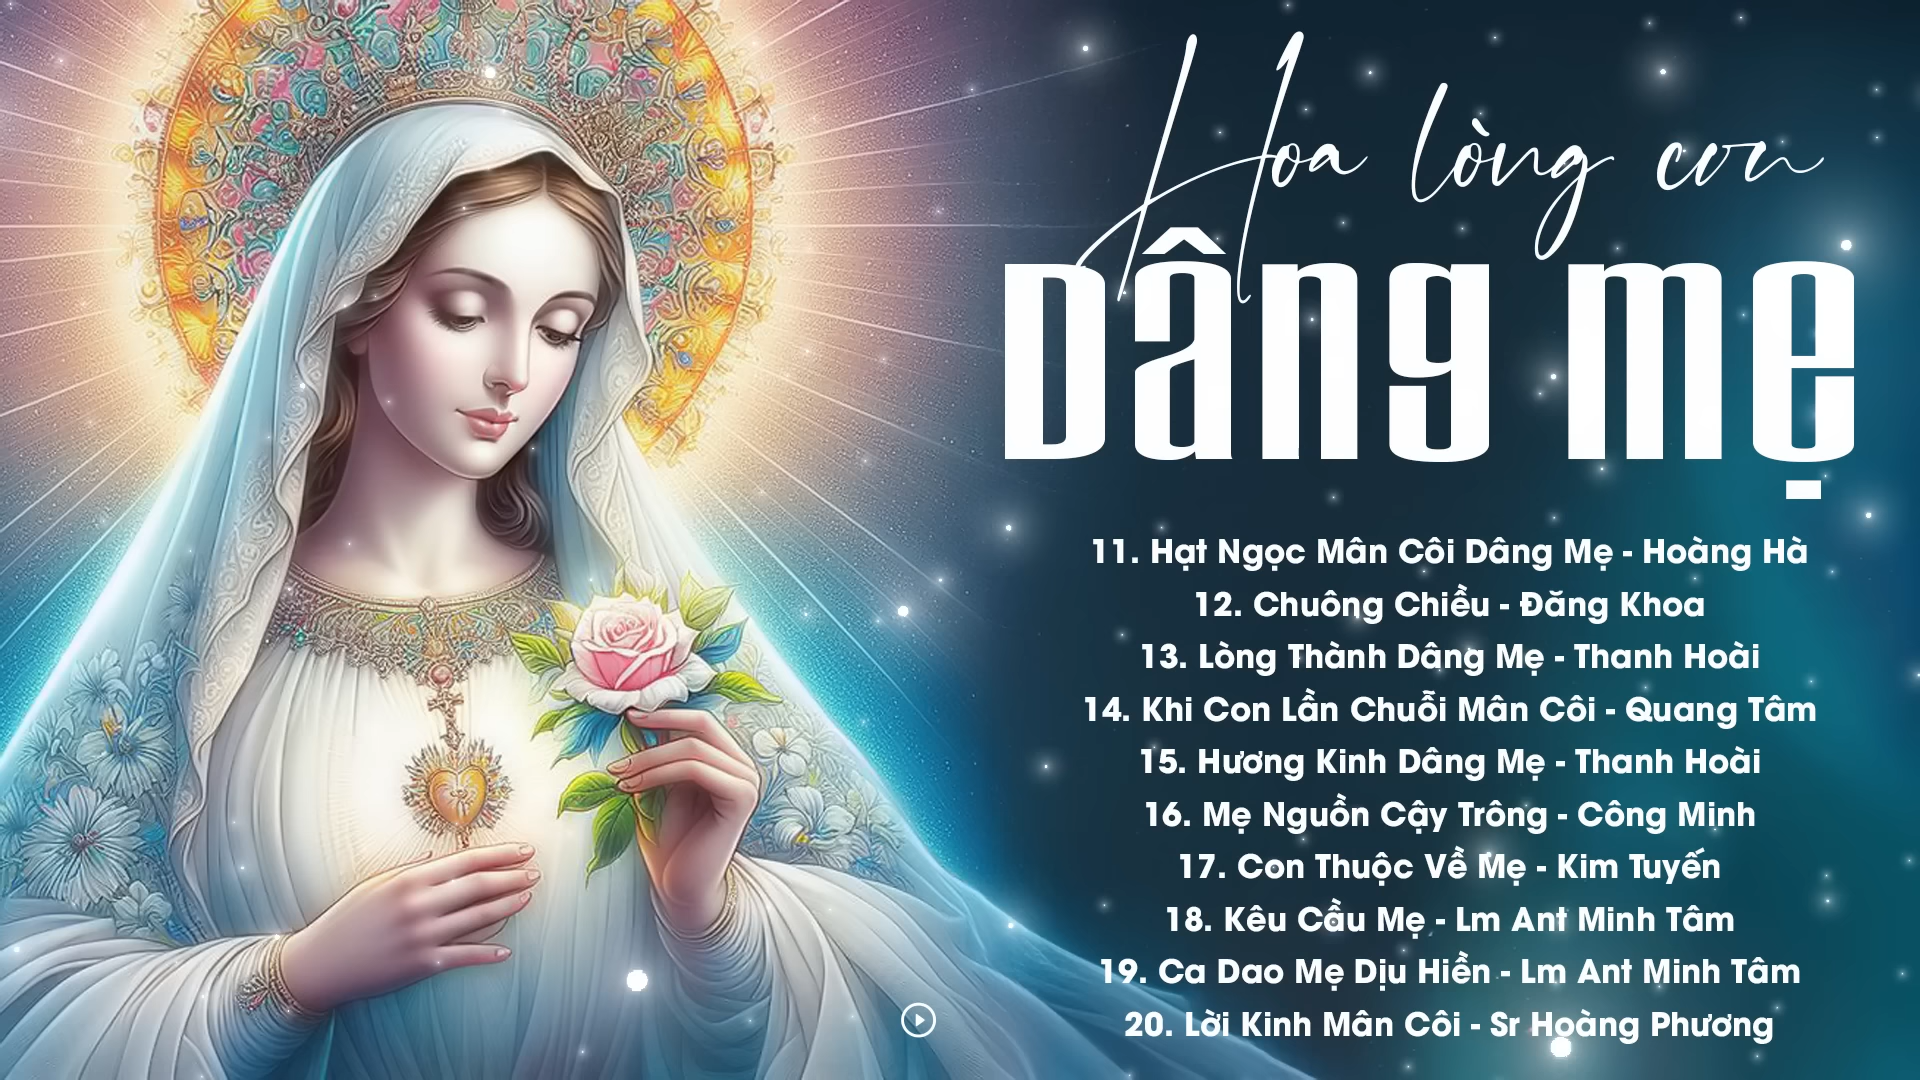 Hoa lòng con
Dâng mẹ
11. Hạt Ngọc Mân Côi Dâng Mẹ - Hoàng Hà
12. Chuông Chiều - Đăng Khoa
13. Lòng Thành Dâng Mẹ - Thanh Hoài
14. Khi Con Lần Chuỗi Mân Côi - Quang Tâm
15. Hương Kinh Dâng Mẹ - Thanh Hoài
16. Mẹ Nguồn Cậy Trông - Công Minh
17. Con Thuộc Về Mẹ - Kim Tuyến
18. Kêu Cầu Mẹ - Lm Ant Minh Tâm
19. Ca Dao Mẹ Dịu Hiền - Lm Ant Minh Tâm
20. Lời Kinh Mân Côi - Sr Hoàng Phương